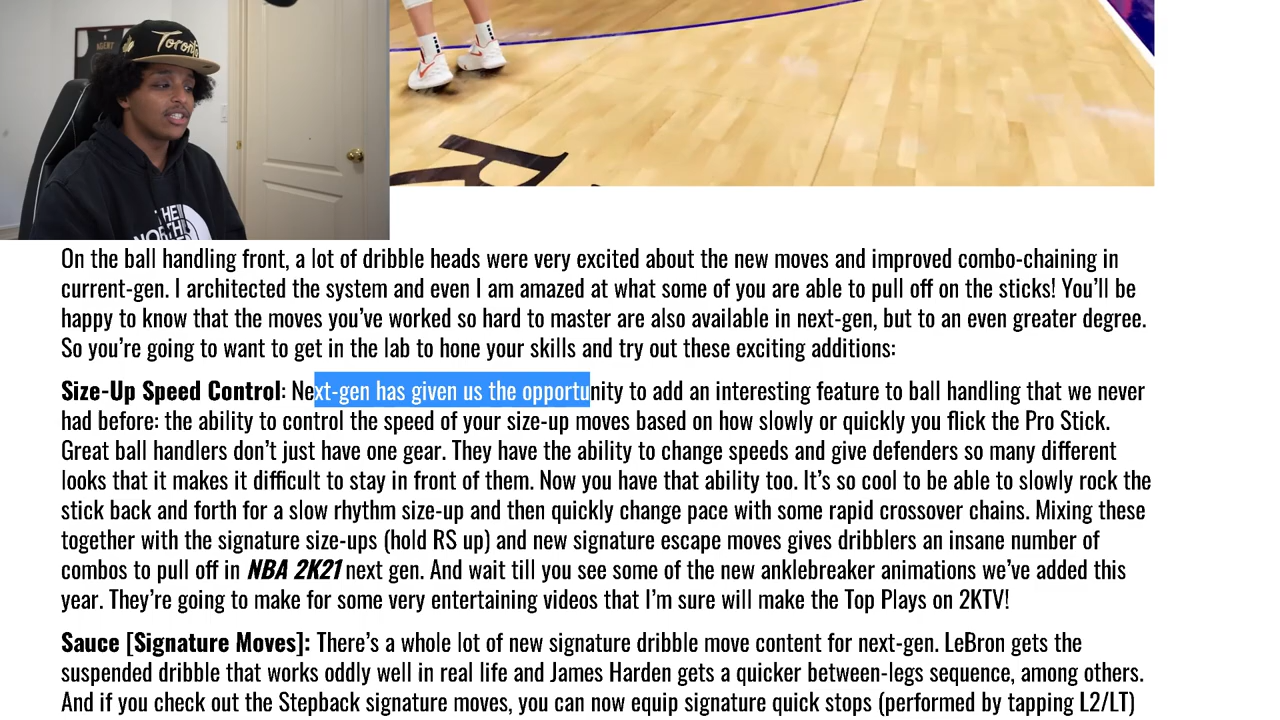 Toronto
AGENT
THE
NORTH
R
On the ball handling front, a lot of dribble heads were very excited about the new moves and improved combo-chaining in
current-gen. I architected the system and even I am amazed at what some of you are able to pull off on the sticks! You’ll be
happy to know that the moves you’ve worked so hard to master are also available in next-gen, but to an even greater degree.
So you’re going to want to get in the lab to hone your skills and try out these exciting additions:
Size-Up Speed Control: Next-gen has given us the opportunity to add an interesting feature to ball handling that we never
had before: the ability to control the speed of your size-up moves based on how slowly or quickly you flick the Pro Stick.
Great ball handlers don’t just have one gear. They have the ability to change speeds and give defenders so many different
looks that it makes it difficult to stay in front of them. Now you have that ability too. It’s so cool to be able to slowly rock the
stick back and forth for a slow rhythm size-up and then quickly change pace with some rapid crossover chains. Mixing these
together with the signature size-ups (hold RS up) and new signature escape moves gives dribblers an insane number of
combos to pull off in NBA 2K21 next gen. And wait till you see some of the new anklebreaker animations we’ve added this
year. They’re going to make for some very entertaining videos that I’m sure will make the Top Plays on 2KTV!
Sauce [Signature Moves]: There’s a whole lot of new signature dribble move content for next-gen. LeBron gets the
suspended dribble that works oddly well in real life and James Harden gets a quicker between-legs sequence, among others.
And if you check out the Stepback signature moves, you can now equip signature quick stops (performed by tapping L2/LT)